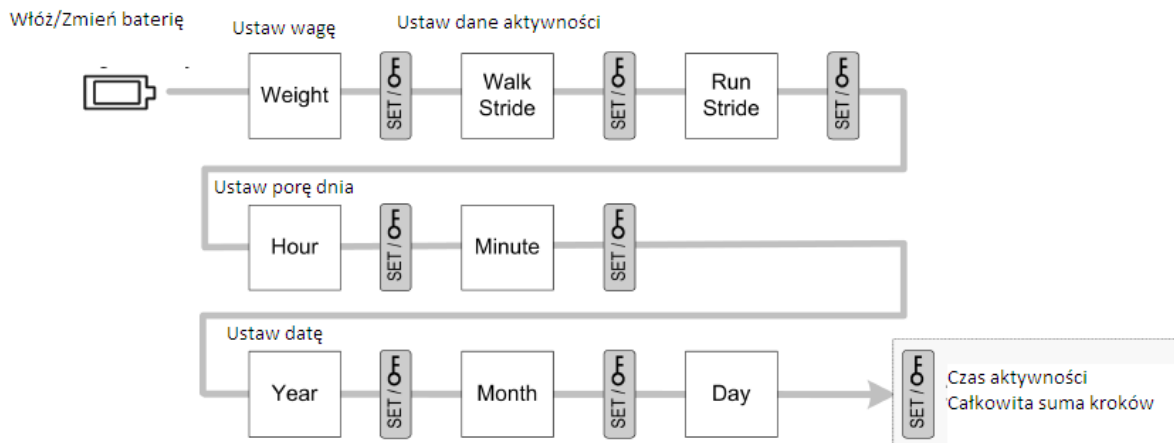 Włóż/Zmień baterię
Ustaw wagę
Ustaw dane aktywności
Weight
SET /
Walk
Stride
SET /
Run
Stride
SET /
Ustaw porę dnia
Hour
SET /
Minute
SET /
Ustaw datę
Year
SET /
Month
SET /
Day
SET /
Czas aktywności
Całkowita suma kroków